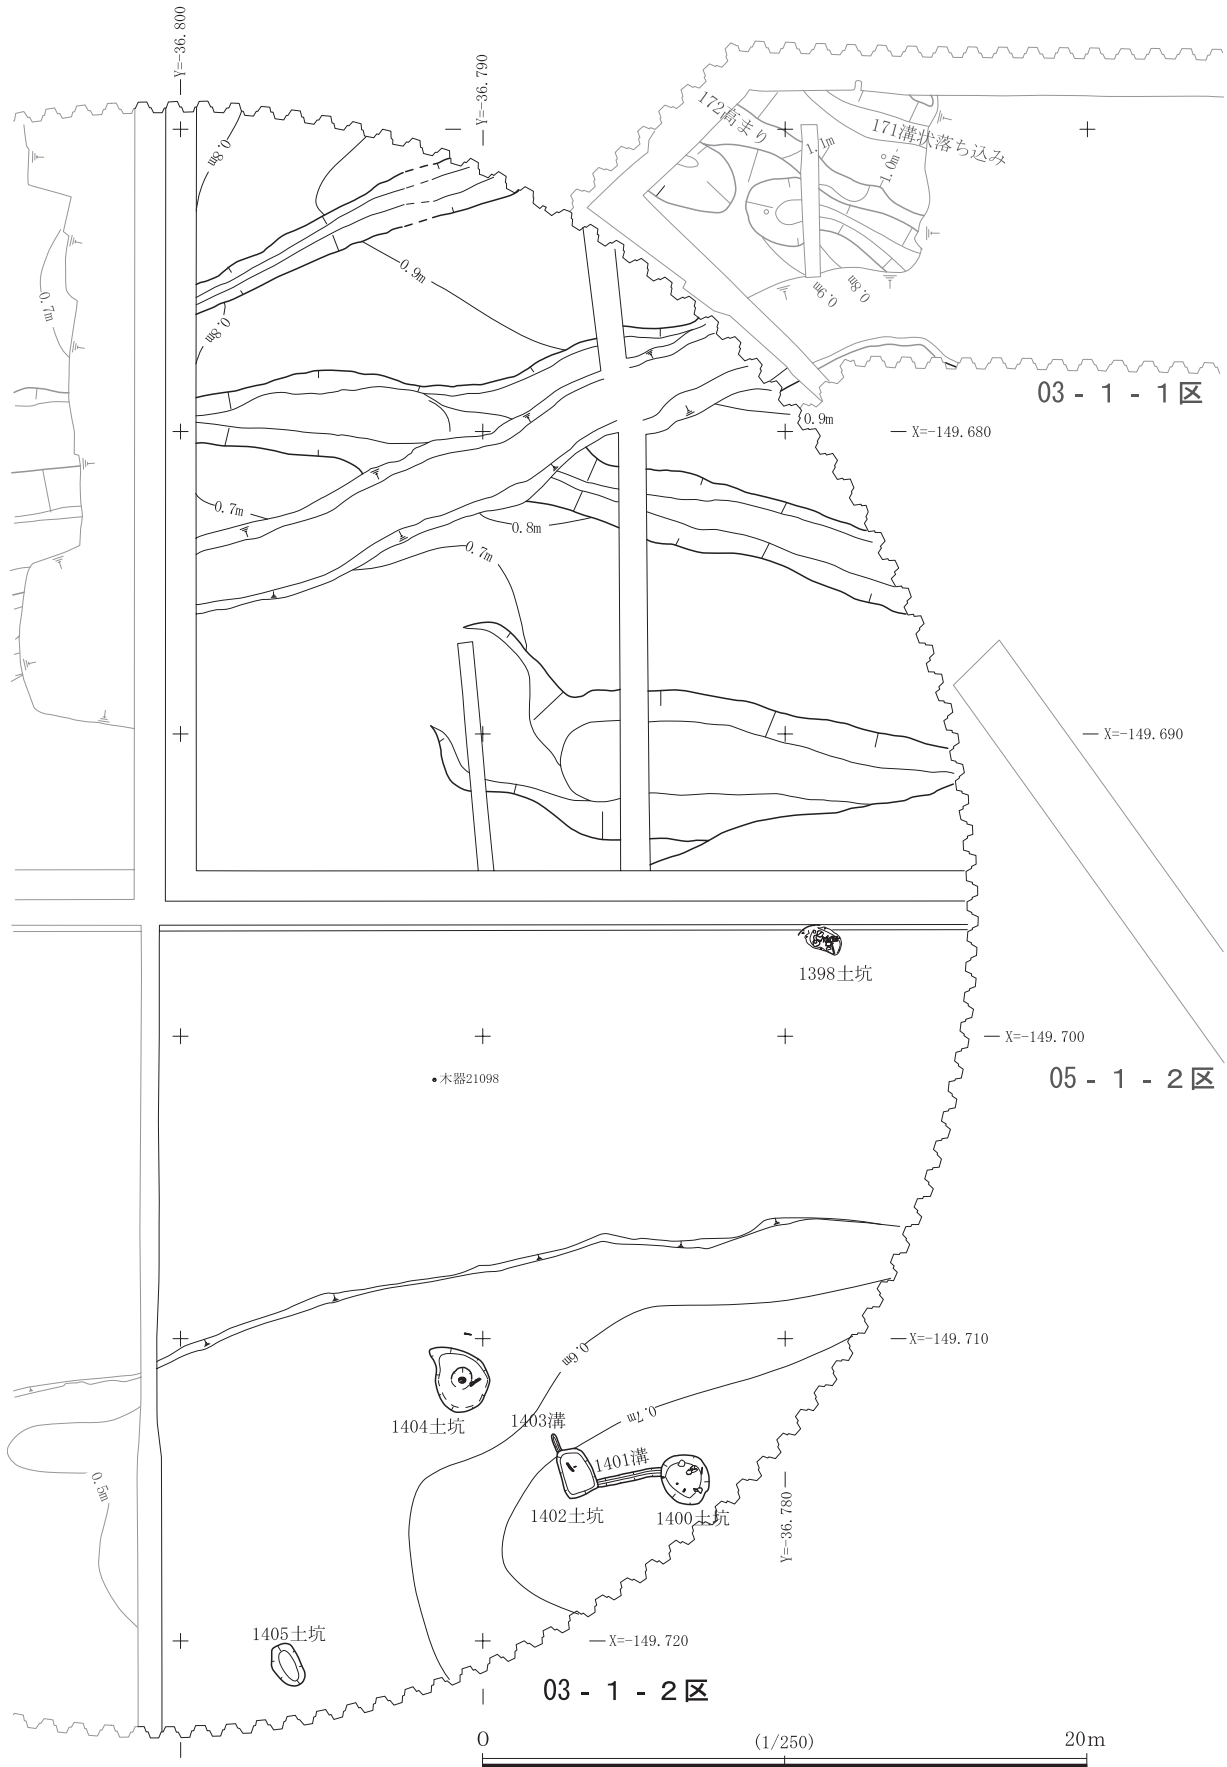 Y=-36.800
Y=-36.790
172高まり
171溝状落ち込み
1.1m
1.0m
0.8m
0.9m
0.7m
0.9m
0.8m
0.8m
03 - 1 - 1区
0.9m
X=-149.680
0.7m
0.8m
0.7m
X=-149.690
1398土坑
X=-149.700
木器21098
05 - 1 - 2区
X=-149.710
0.6m
1404土坑
1403溝
0.7m
1401溝
0.5m
1402土坑
1400土坑
Y=-36.780
1405土坑
X=-149.720
03 - 1 - 2区
0
(1/250)
20m